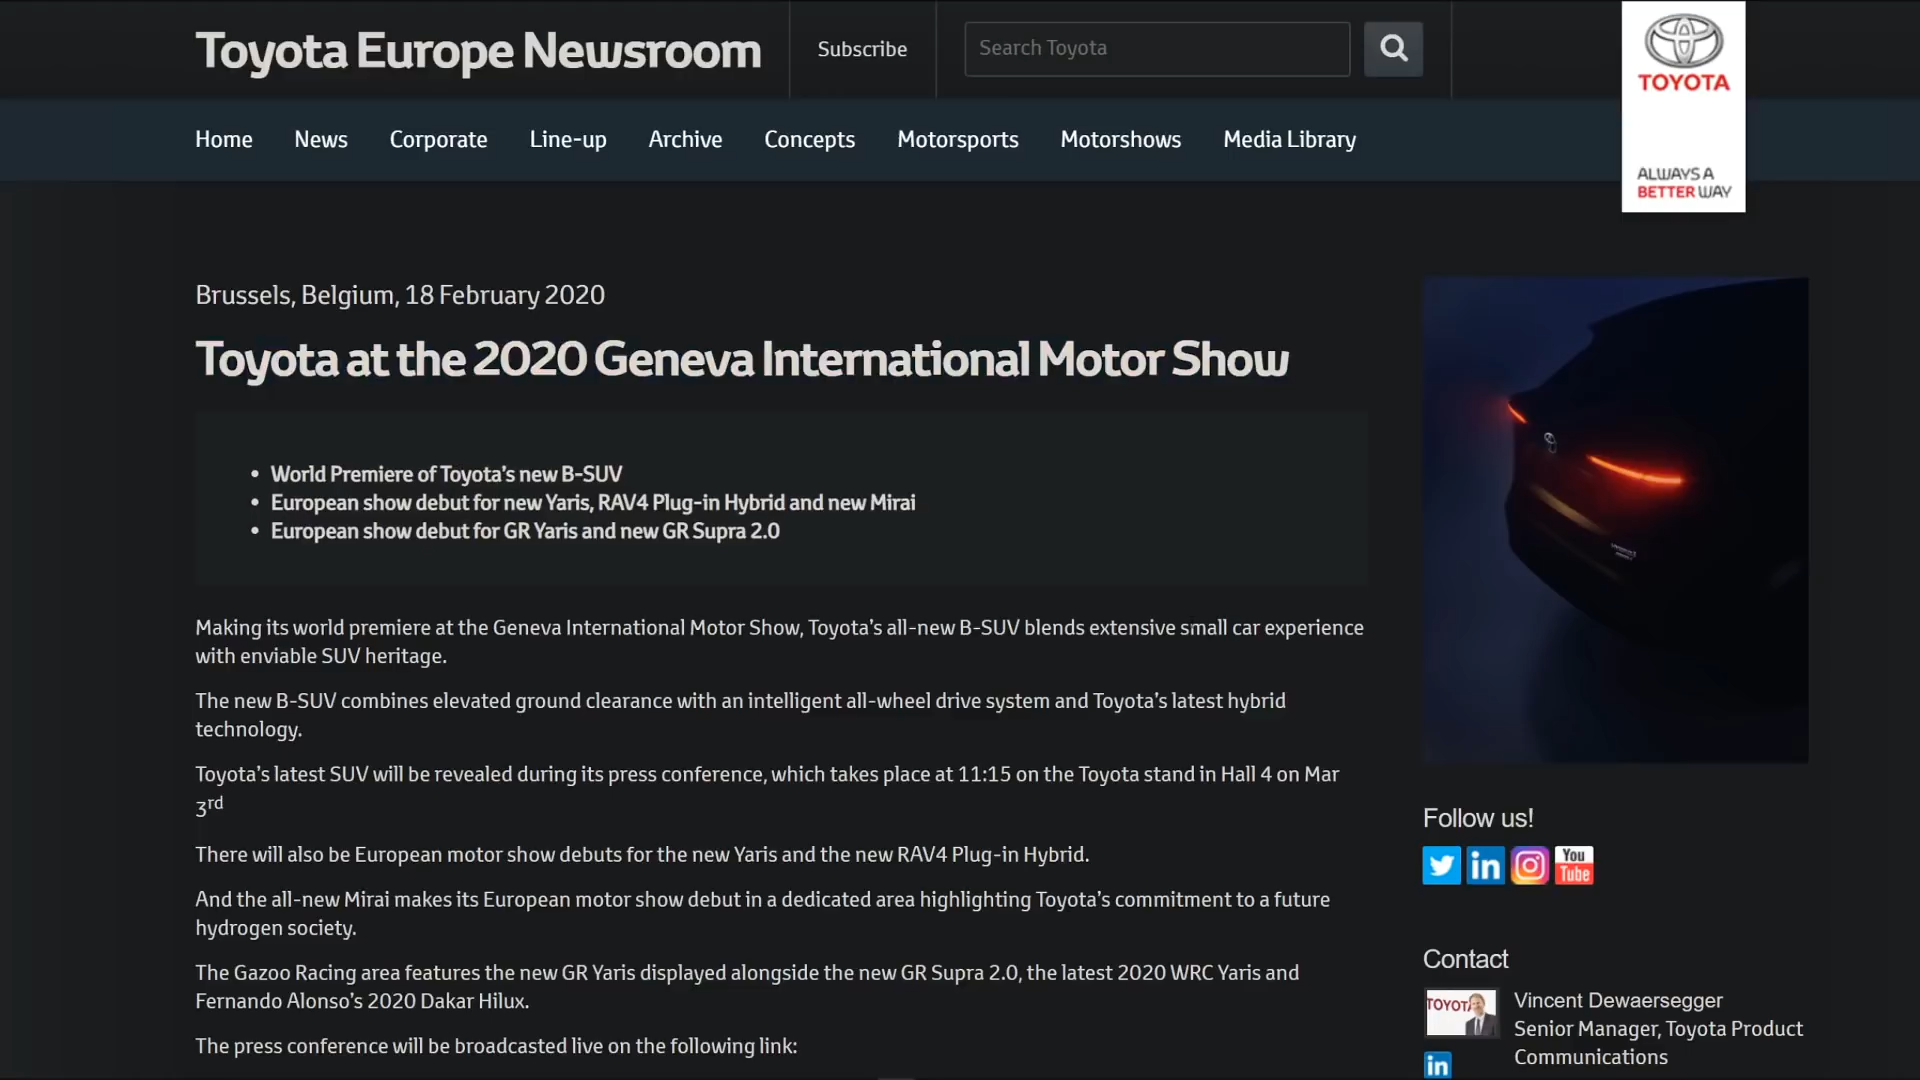 Toyota Europe Newsroom
Subscribe
Search Toyota
TOYOTA
ALWAYS A
BETTER WAY
Home News Corporate Line-up Archive Concepts Motorsports Motorshows Media Library
Brussels, Belgium, 18 February 2020
Toyota at the 2020 Geneva International Motor Show
• World Premiere of Toyota's new B-SUV
• European show debut for new Yaris, RAV4 Plug-in Hybrid and new Mirai
• European show debut for GR Yaris and new GR Supra 2.0
Making its world premiere at the Geneva International Motor Show, Toyota's all-new B-SUV blends extensive small car experience
with enviable SUV heritage.
The new B-SUV combines elevated ground clearance with an intelligent all-wheel drive system and Toyota's latest hybrid
technology.
Toyota's latest SUV will be revealed during its press conference, which takes place at 11:15 on the Toyota stand in Hall 4 on Mar
3rd
There will also be European motor show debuts for the new Yaris and the new RAV4 Plug-in Hybrid.
And the all-new Mirai makes its European motor show debut in a dedicated area highlighting Toyota's commitment to a future
hydrogen society.
The Gazoo Racing area features the new GR Yaris displayed alongside the new GR Supra 2.0, the latest 2020 WRC Yaris and
Fernando Alonso's 2020 Dakar Hilux.
The press conference will be broadcasted live on the following link:
Follow us!
in
You
Tube
Contact
TOYOTA
Vincent Dewaersegger
Senior Manager, Toyota Product
Communications
in